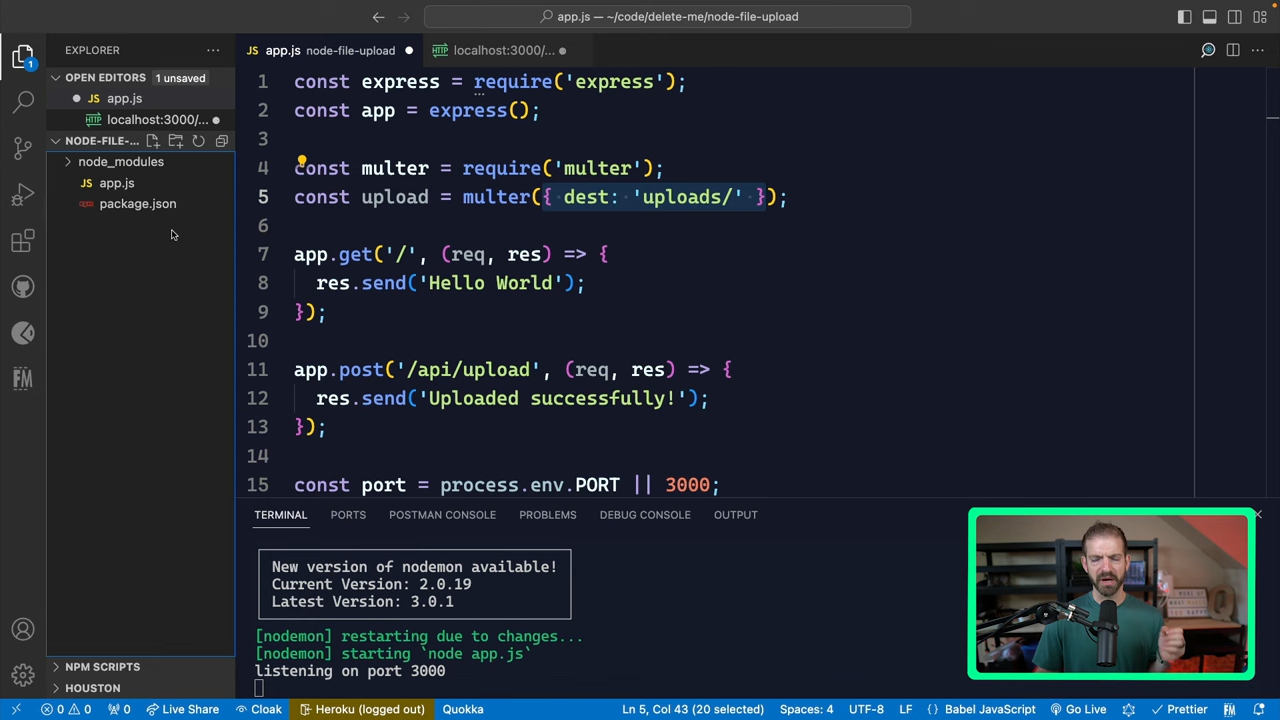 app.js — ~/code/delete-me/node-file-upload
EXPLORER
OPEN EDITORS 1 unsaved
JS app.js
HTTP localhost:3000/...
NODE-FILE-...
node_modules
JS app.js
package.json
NPM SCRIPTS
HOUSTON
1
FM
JS app.js node-file-upload
HTTP localhost:3000/...
1 const express = require('express');
2 const app = express();
3
4 const multer = require('multer');
5 const upload = multer({ dest: 'uploads/' });
6
7 app.get('/', (req, res) => {
8 res.send('Hello World');
9 });
10
11 app.post('/api/upload', (req, res) => {
12 res.send('Uploaded successfully!');
13 });
14
15 const port = process.env.PORT || 3000;
TERMINAL PORTS POSTMAN CONSOLE PROBLEMS DEBUG CONSOLE OUTPUT
New version of nodemon available!
Current Version: 2.0.19
Latest Version: 3.0.1
[nodemon] restarting due to changes...
[nodemon] starting `node app.js`
listening on port 3000
0 0 0 Live Share Cloak Heroku (logged out) Quokka Ln 5, Col 43 (20 selected) Spaces: 4 UTF-8 LF {} Babel JavaScript Go Live Prettier FM